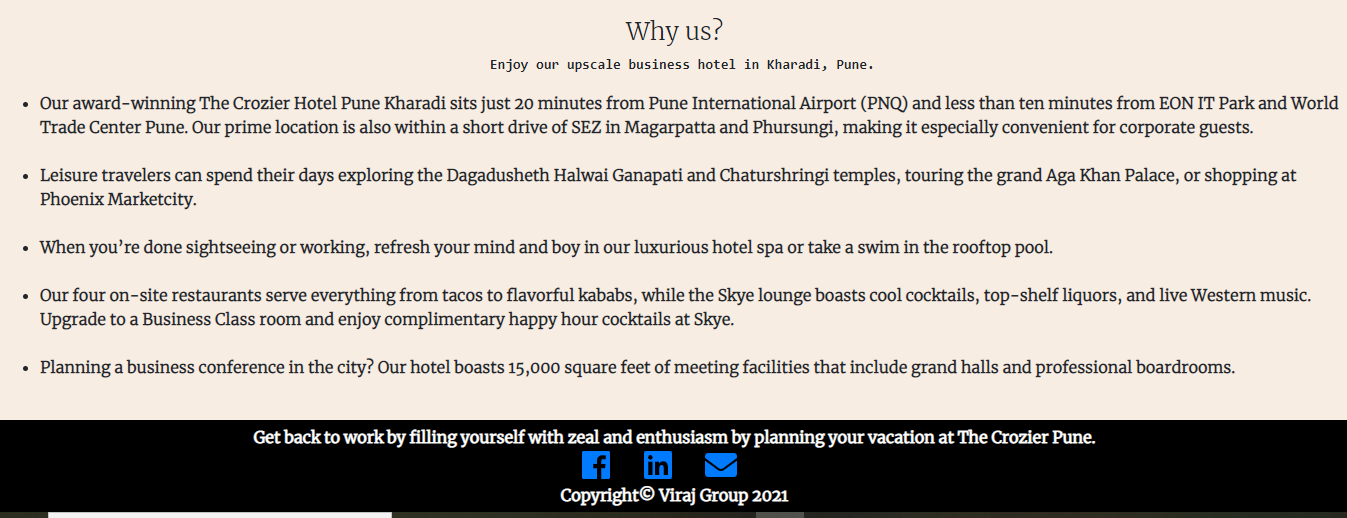 Why us?
Enjoy our upscale business hotel in Kharadi, Pune.
• Our award-winning The Crozier Hotel Pune Kharadi sits just 20 minutes from Pune International Airport (PNQ) and less than ten minutes from EON IT Park and World
Trade Center Pune. Our prime location is also within a short drive of SEZ in Magarpatta and Phursungi, making it especially convenient for corporate guests.
• Leisure travelers can spend their days exploring the Dagadusheth Halwai Ganapati and Chaturshringi temples, touring the grand Aga Khan Palace, or shopping at
Phoenix Marketcity.
• When you’re done sightseeing or working, refresh your mind and boy in our luxurious hotel spa or take a swim in the rooftop pool.
• Our four on-site restaurants serve everything from tacos to flavorful kababs, while the Skye lounge boasts cool cocktails, top-shelf liquors, and live Western music.
Upgrade to a Business Class room and enjoy complimentary happy hour cocktails at Skye.
• Planning a business conference in the city? Our hotel boasts 15,000 square feet of meeting facilities that include grand halls and professional boardrooms.
Get back to work by filling yourself with zeal and enthusiasm by planning your vacation at The Crozier Pune.
Copyright© Viraj Group 2021